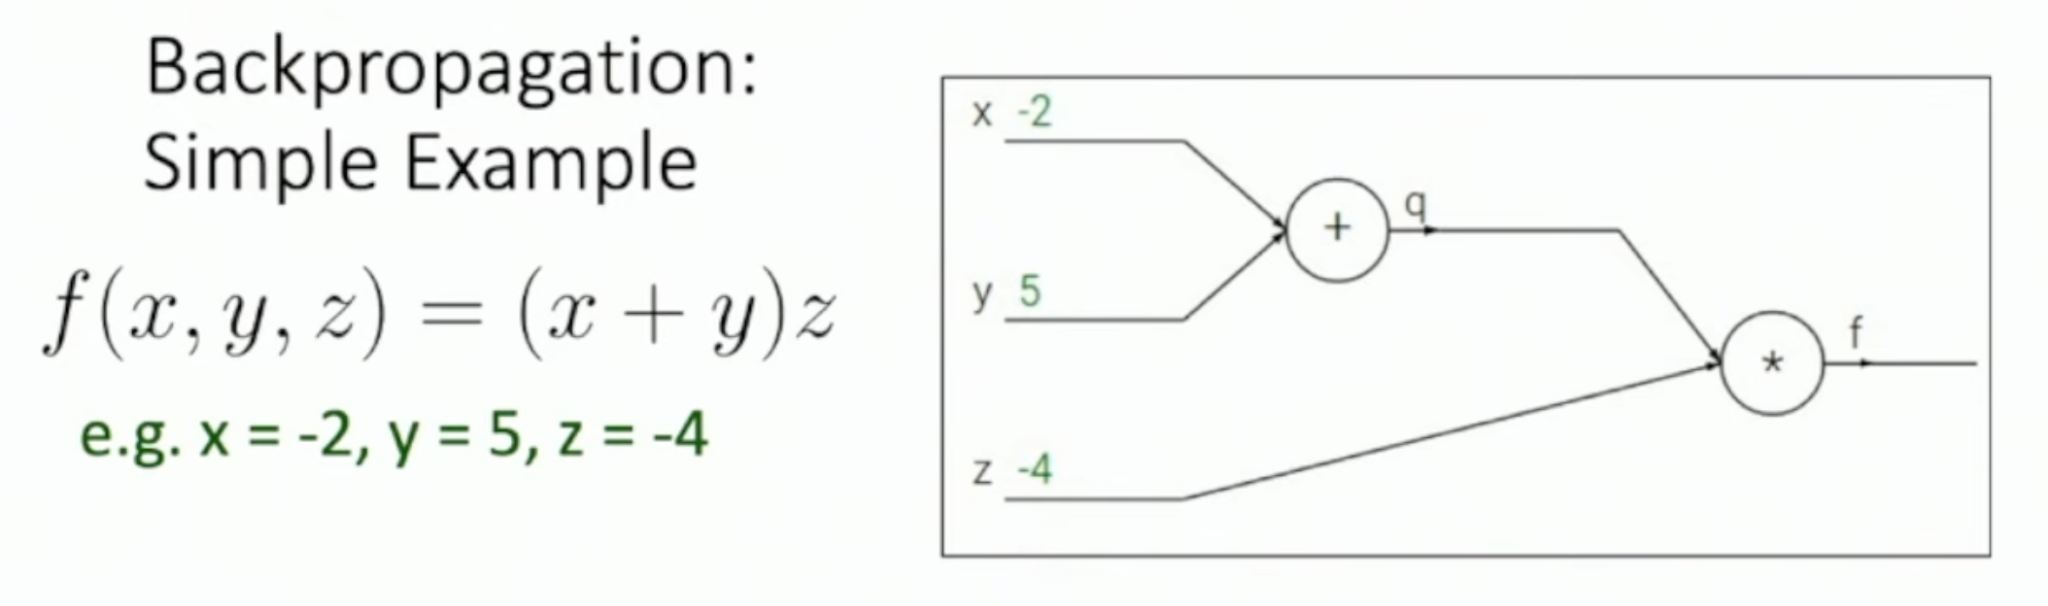 Backpropagation:
Simple Example
f(x, y, z) = (x + y)z
e.g. x = -2, y = 5, z = -4
x -2
+
q
y 5
*
f
z -4